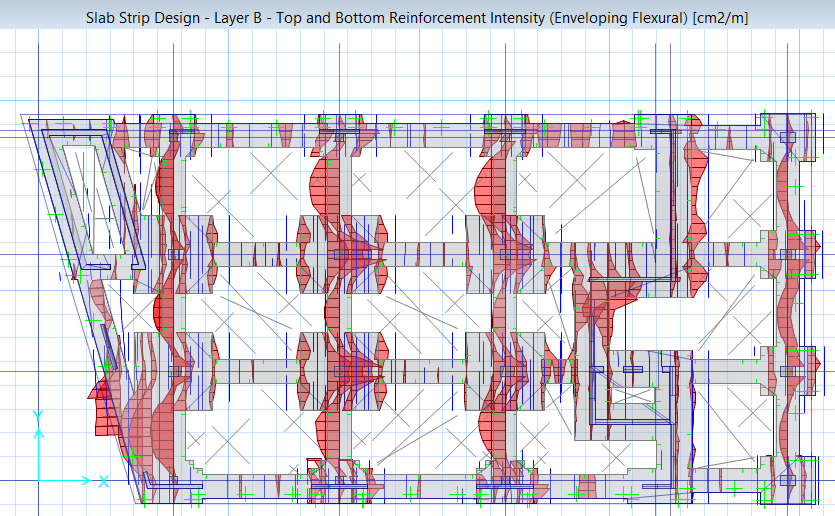 Slab Strip Design - Layer B - Top and Bottom Reinforcement Intensity (Enveloping Flexural) [cm2/m]
Y
X